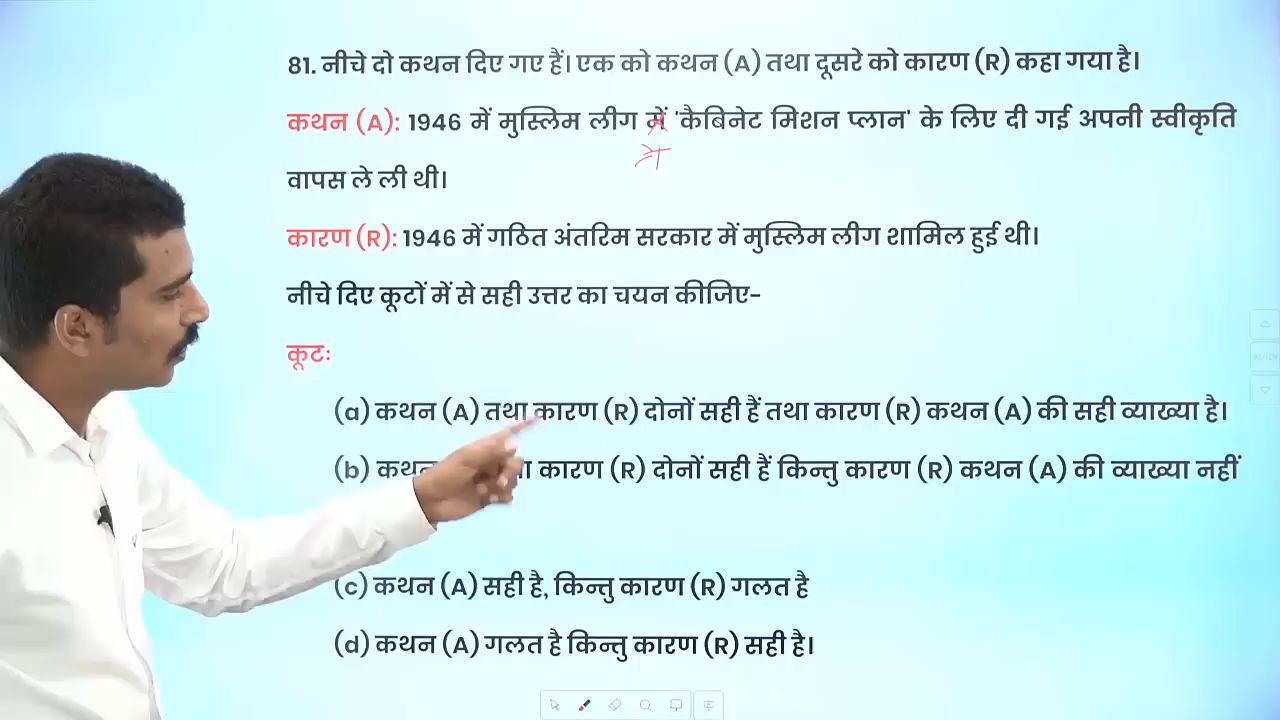 81. नीचे दो कथन दिए गए हैं। एक को कथन (A) तथा दूसरे को कारण (R) कहा गया है।
कथन (A): 1946 में मुस्लिम लीग में 'कैबिनेट मिशन प्लान' के लिए दी गई अपनी स्वीकृति
ने
वापस ले ली थी।
कारण (R): 1946 में गठित अंतरिम सरकार में मुस्लिम लीग शामिल हुई थी।
नीचे दिए कूटों में से सही उत्तर का चयन कीजिए-
कूटः
(a) कथन (A) तथा कारण (R) दोनों सही हैं तथा कारण (R) कथन (A) की सही व्याख्या है।
(b) कारण (R) दोनों सही हैं किन्तु कारण (R) कथन (A) की व्याख्या नहीं
(c) कथन (A) सही है, किन्तु कारण (R) गलत है
(d) कथन (A) गलत है किन्तु कारण (R) सही है।